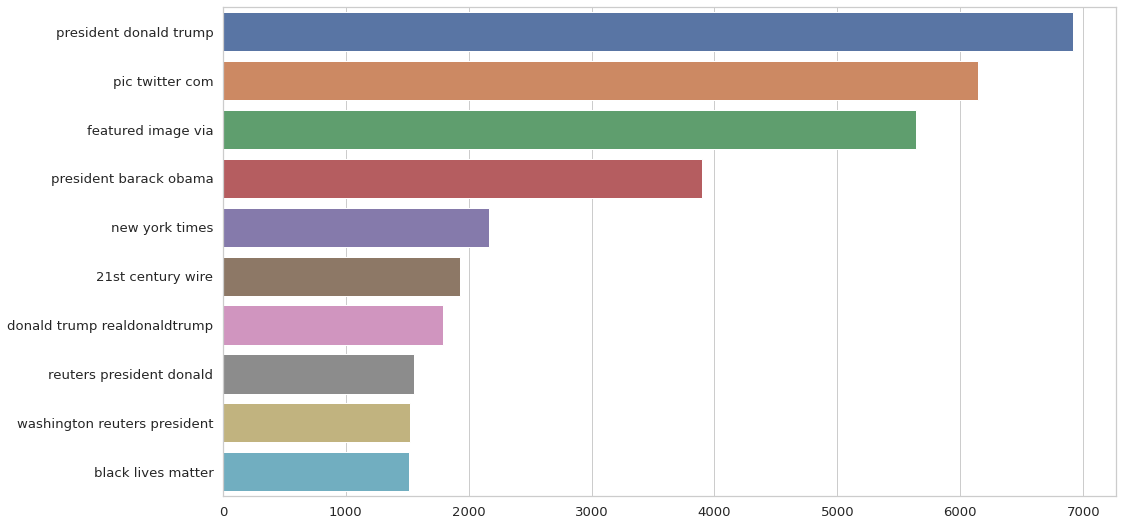 president donald trump
pic twitter com
featured image via
president barack obama
new york times
21st century wire
donald trump realdonaldtrump
reuters president donald
washington reuters president
black lives matter
0 1000 2000 3000 4000 5000 6000 7000